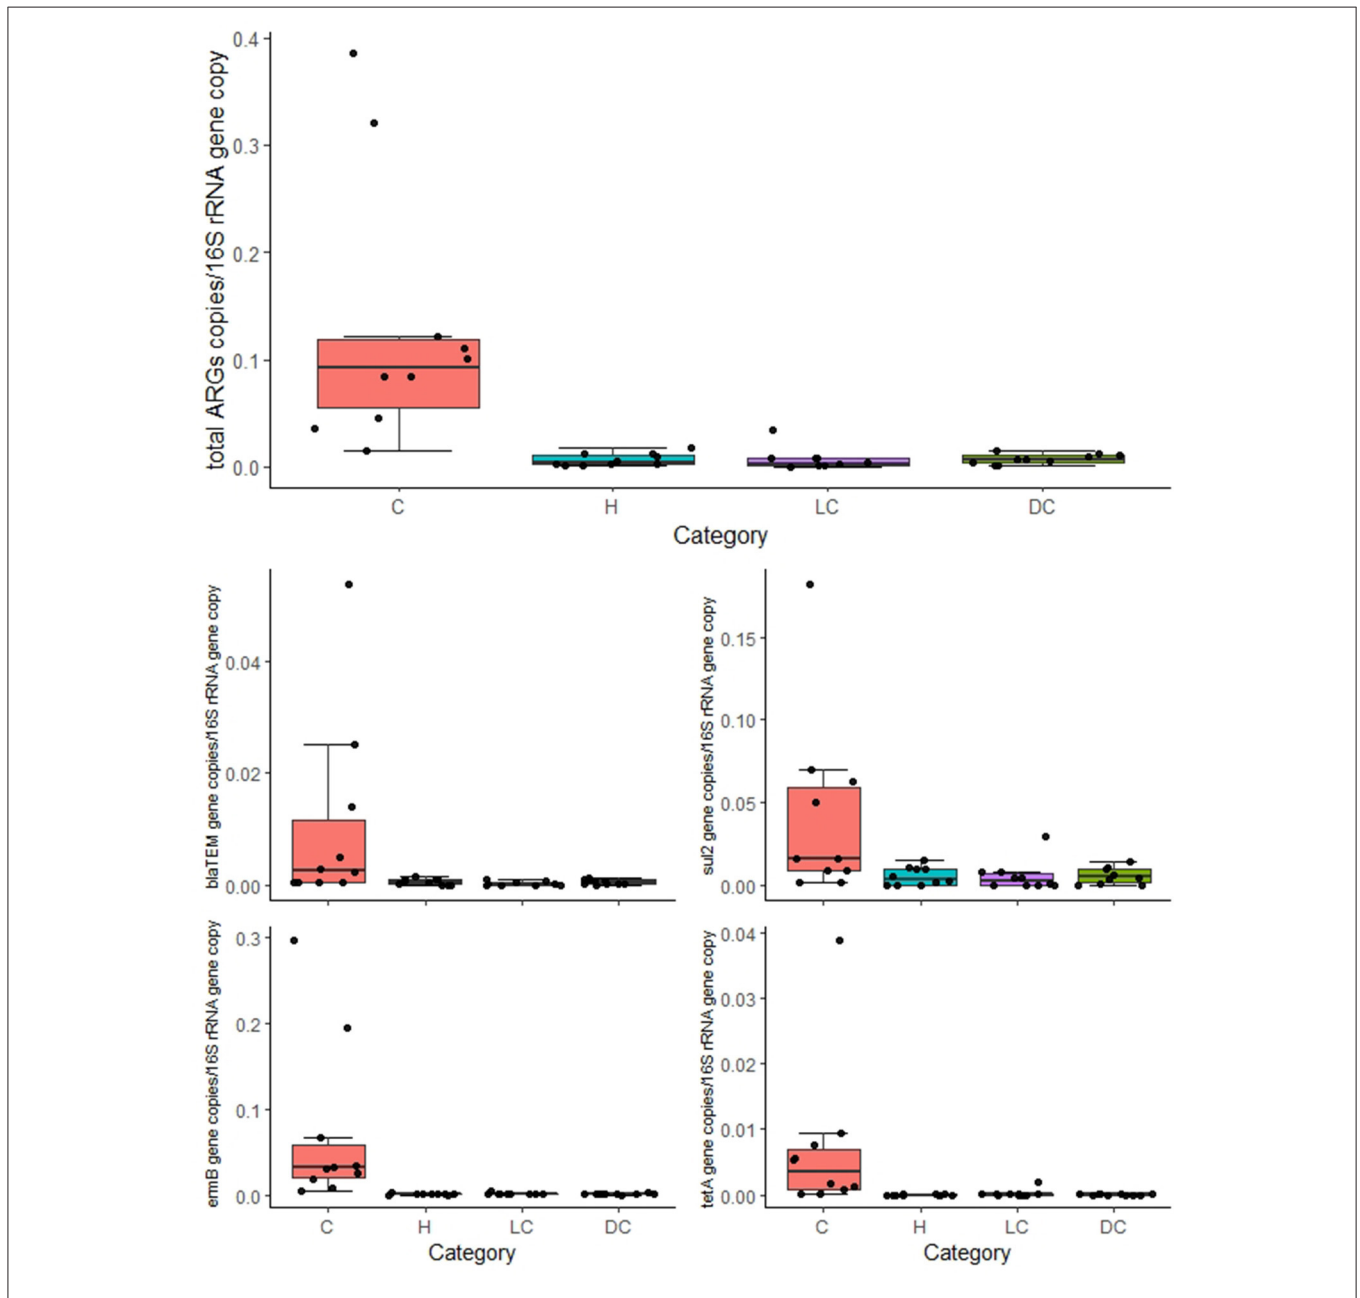 total ARGs copies/16S rRNA gene copy
0.4
0.3
0.2
0.1
0.0
C H LC DC
Category
blaTEM gene copies/16S rRNA gene copy
0.04
0.02
0.00
sul2 gene copies/16S rRNA gene copy
0.15
0.10
0.05
0.00
ermB gene copies/16S rRNA gene copy
0.3
0.2
0.1
0.0
C H LC DC
Category
tetA gene copies/16S rRNA gene copy
0.04
0.03
0.02
0.01
0.00
C H LC DC
Category